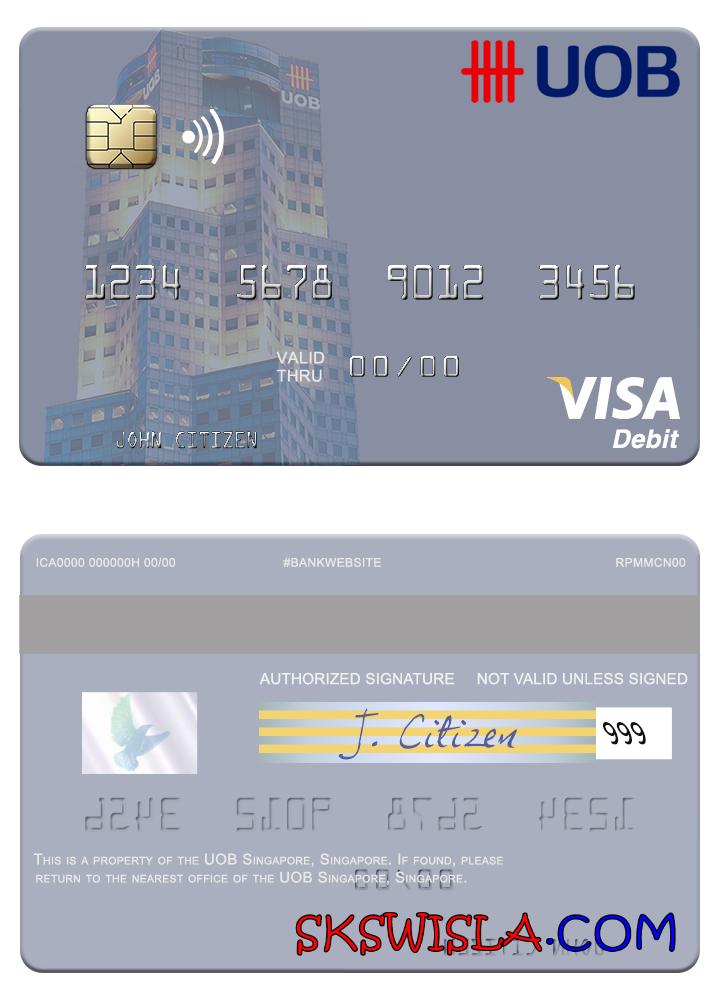 UOB
UOB
UOB
1234 5678 9012 3456
VALID THRU 00/00
VISA
Debit
JOHN CITIZEN
ICA0000 000000H 00/00 #BANKWEBSITE RPMMCN00
AUTHORIZED SIGNATURE NOT VALID UNLESS SIGNED
J. Citizen 999
THIS IS A PROPERTY OF THE UOB SINGAPORE, SINGAPORE. IF FOUND, PLEASE
RETURN TO THE NEAREST OFFICE OF THE UOB SINGAPORE, SINGAPORE.
SKSWISLA.COM